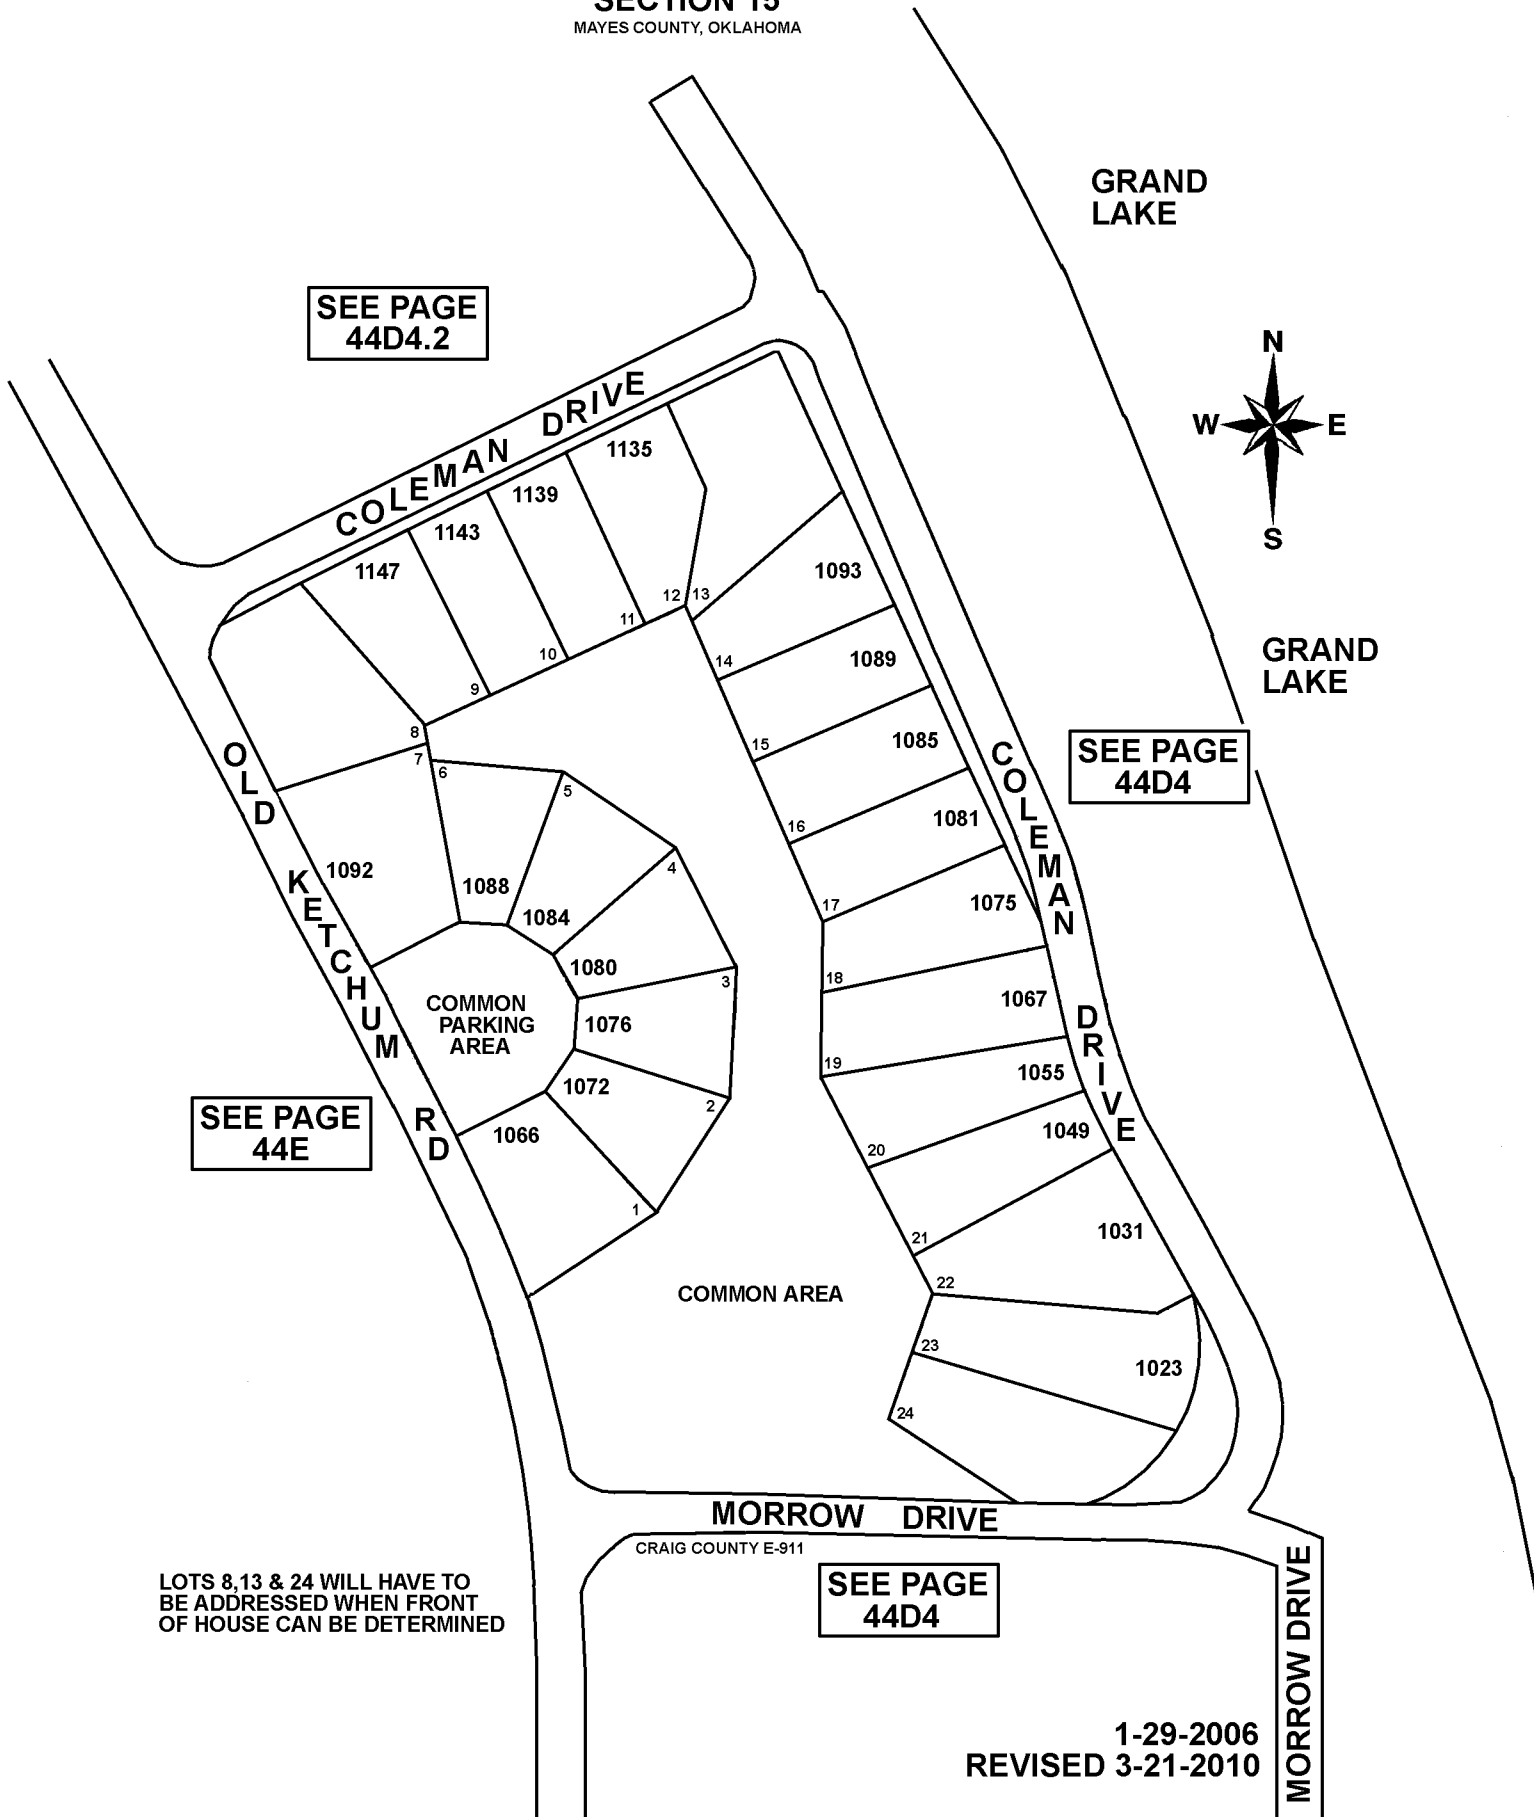 SECTION 15
MAYES COUNTY, OKLAHOMA
GRAND
LAKE
SEE PAGE
44D4.2
N
W
E
S
COLEMAN DRIVE
1135
1139
1143
1147
12
13
11
10
9
8
7
6
5
4
3
2
1
1093
14
1089
15
1085
16
1081
17
1075
18
1067
19
1055
20
1049
21
1031
22
23
1023
24
GRAND
LAKE
SEE PAGE
44D4
COLEMAN DRIVE
OLD KETCHUM RD
1092
1088
1084
1080
1076
1072
1066
COMMON
PARKING
AREA
SEE PAGE
44E
COMMON AREA
MORROW DRIVE
CRAIG COUNTY E-911
SEE PAGE
44D4
LOTS 8,13 & 24 WILL HAVE TO
BE ADDRESSED WHEN FRONT
OF HOUSE CAN BE DETERMINED
MORROW DRIVE
1-29-2006
REVISED 3-21-2010